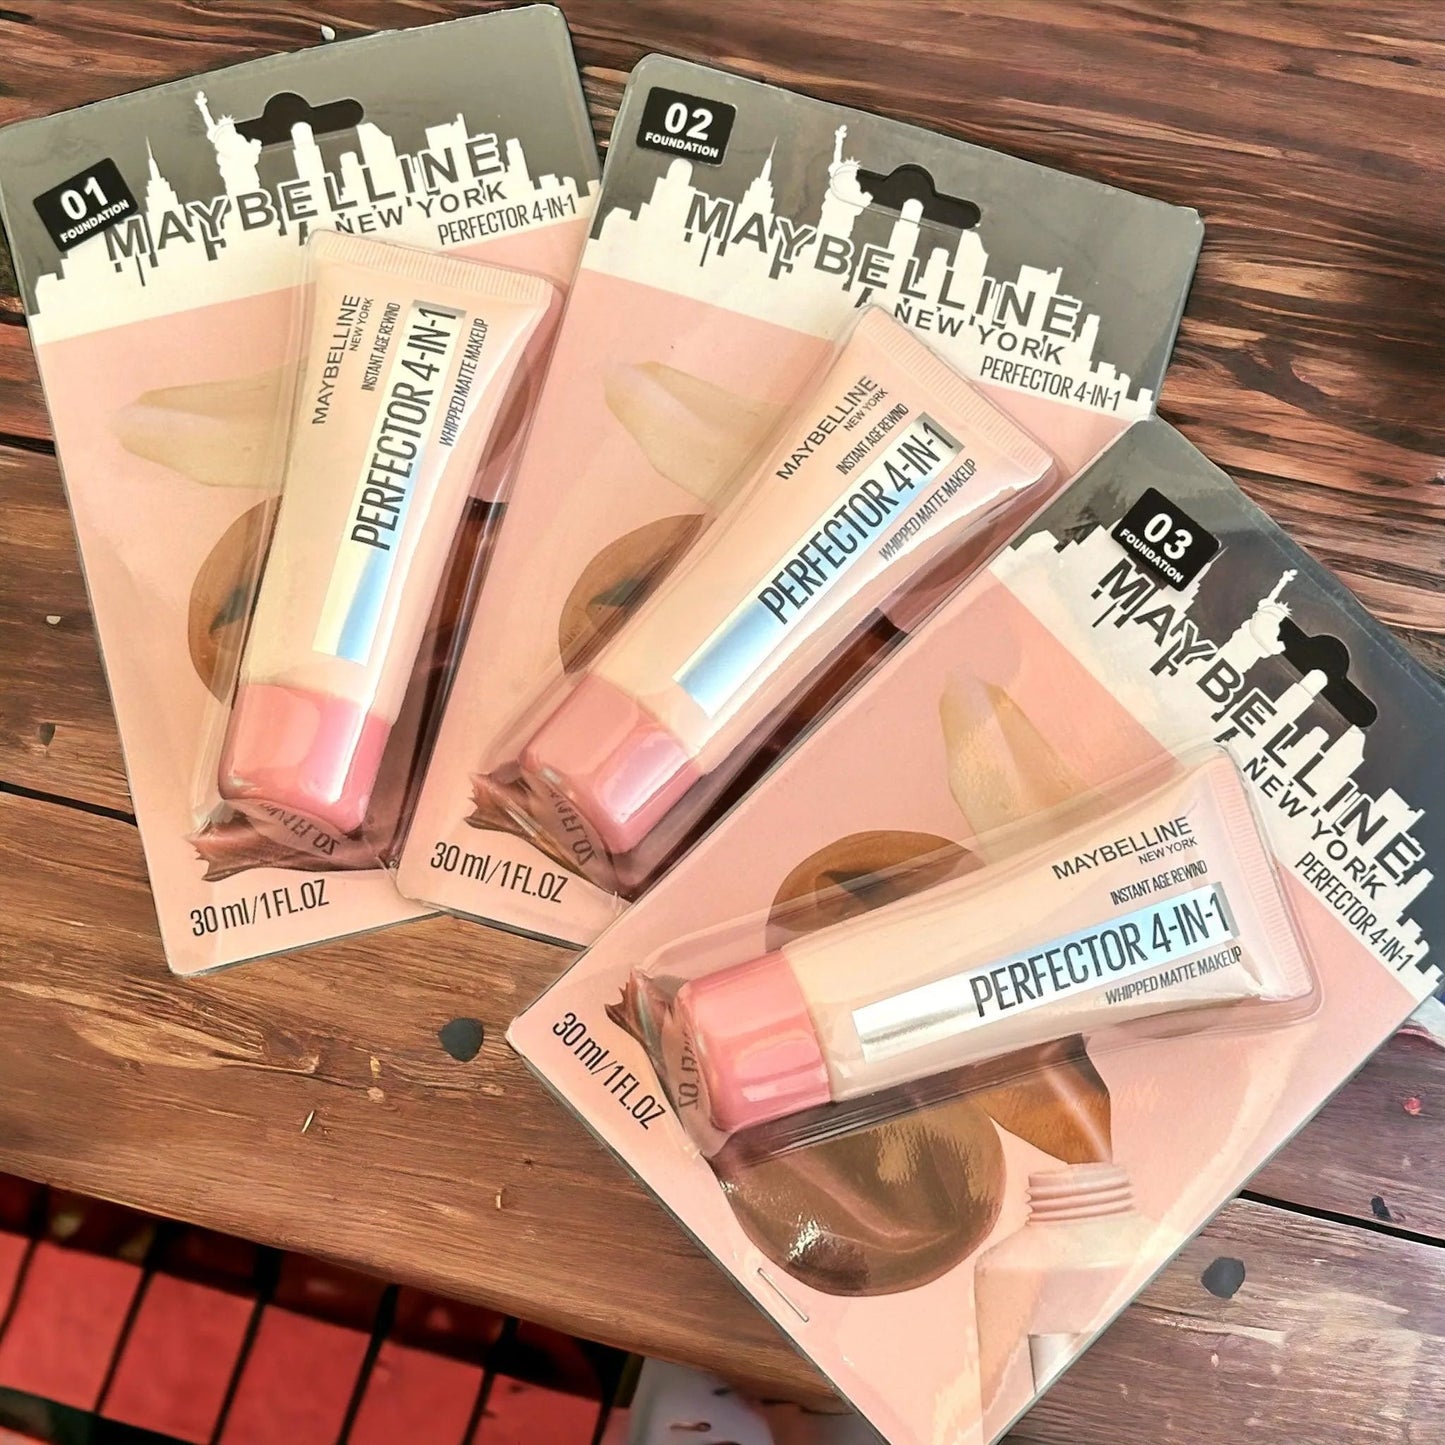 01
FOUNDATION
MAYBELLINE
NEW YORK
PERFECTOR 4-IN-1
MAYBELLINE
NEW YORK
INSTANT AGE REWIND
PERFECTOR 4-IN-1
WHIPPED MATTE MAKEUP
30 ml/1 FL.OZ
02
FOUNDATION
MAYBELLINE
NEW YORK
PERFECTOR 4-IN-1
MAYBELLINE
NEW YORK
INSTANT AGE REWIND
PERFECTOR 4-IN-1
WHIPPED MATTE MAKEUP
30 ml/1 FL.OZ
03
FOUNDATION
MAYBELLINE
NEW YORK
PERFECTOR 4-IN-1
MAYBELLINE
NEW YORK
INSTANT AGE REWIND
PERFECTOR 4-IN-1
WHIPPED MATTE MAKEUP
30 ml/1 FL.OZ